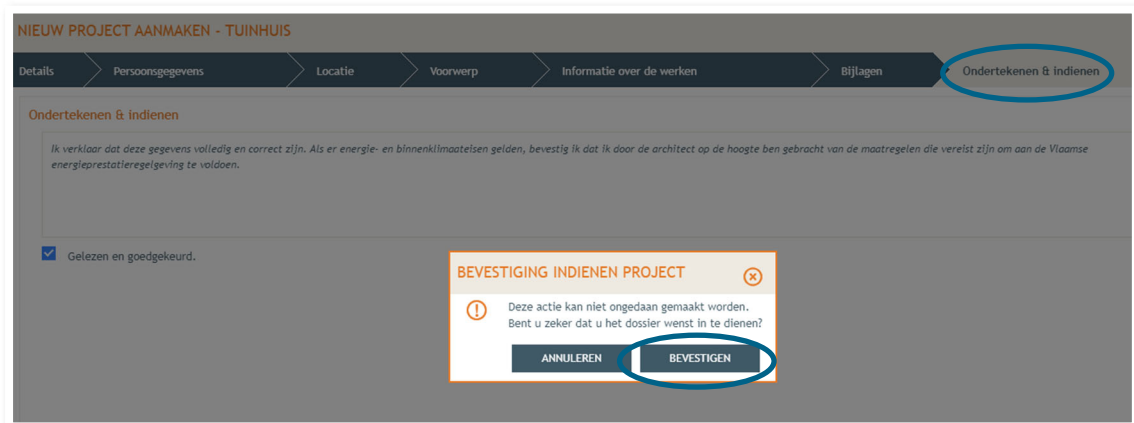 NIEUW PROJECT AANMAKEN - TUINHUIS
Details Persoonsgegevens Locatie Voorwerp Informatie over de werken Bijlagen Ondertekenen & indienen
Ondertekenen & indienen
Ik verklaar dat deze gegevens volledig en correct zijn. Als er energie- en binnenklimaateisen gelden, bevestig ik dat ik door de architect op de hoogte ben gebracht van de maatregelen die vereist zijn om aan de Vlaamse
energieprestatieregelgeving te voldoen.
Gelezen en goedgekeurd.
BEVESTIGING INDIENEN PROJECT
Deze actie kan niet ongedaan gemaakt worden.
Bent u zeker dat u het dossier wenst in te dienen?
ANNULEREN BEVESTIGEN